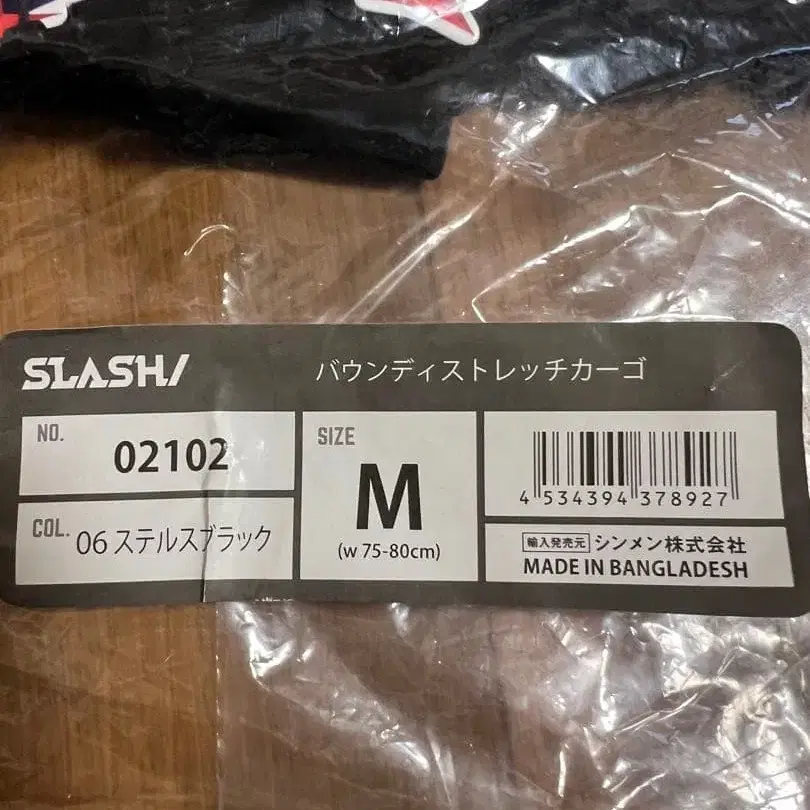 SLASH/
バウンディストレッチカーゴ
NO.
02102
COL.
06 ステルスブラック
SIZE
M
(w 75-80cm)
4 534394 378927
輸入発売元 シンメン株式会社
MADE IN BANGLADESH